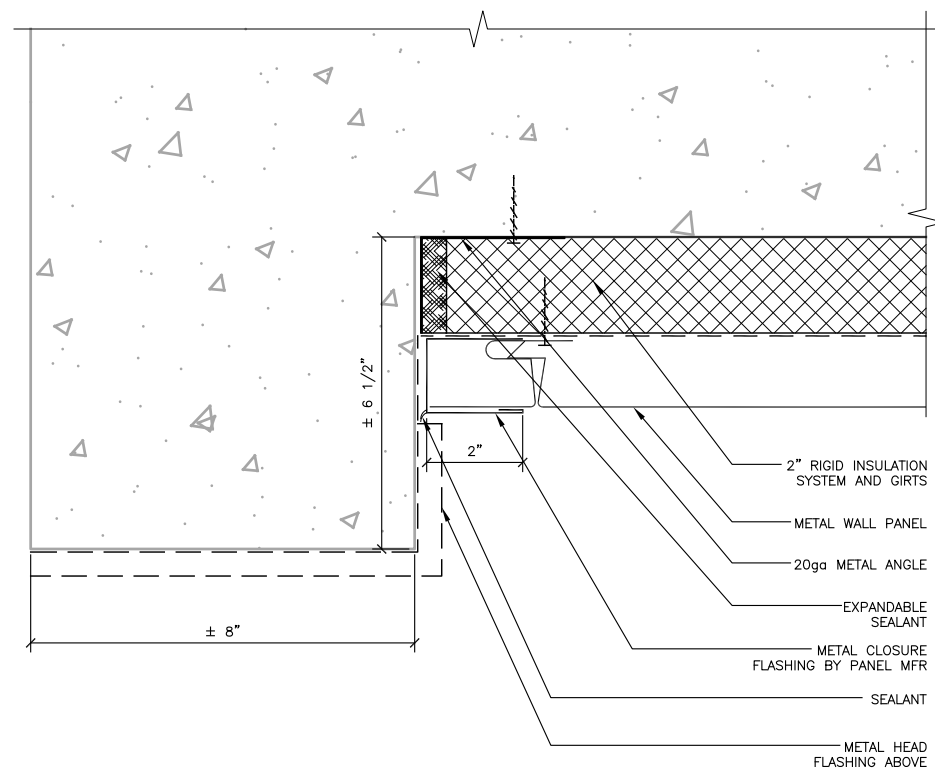 ± 6 1/2”
2”
± 8”
2” RIGID INSULATION
SYSTEM AND GIRTS
METAL WALL PANEL
20ga METAL ANGLE
EXPANDABLE
SEALANT
METAL CLOSURE
FLASHING BY PANEL MFR
SEALANT
METAL HEAD
FLASHING ABOVE